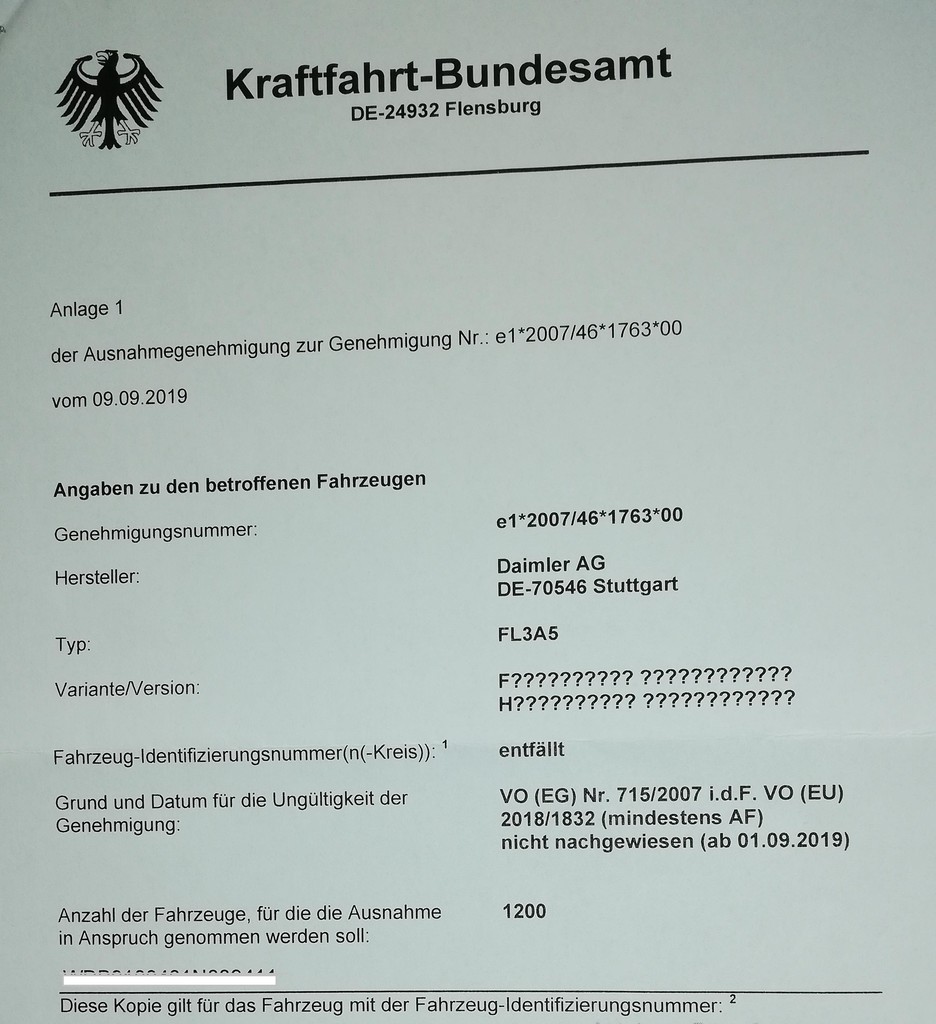 Kraftfahrt-Bundesamt
DE-24932 Flensburg
Anlage 1
der Ausnahmegenehmigung zur Genehmigung Nr.: e1*2007/46*1763*00
vom 09.09.2019
Angaben zu den betroffenen Fahrzeugen
Genehmigungsnummer: e1*2007/46*1763*00
Hersteller: Daimler AG
DE-70546 Stuttgart
Typ: FL3A5
Variante/Version: F?????????? ????????????
H?????????? ????????????
Fahrzeug-Identifizierungsnummer(n(-Kreis)): 1 entfällt
Grund und Datum für die Ungültigkeit der VO (EG) Nr. 715/2007 i.d.F. VO (EU)
Genehmigung: 2018/1832 (mindestens AF)
nicht nachgewiesen (ab 01.09.2019)
Anzahl der Fahrzeuge, für die die Ausnahme 1200
in Anspruch genommen werden soll:
Diese Kopie gilt für das Fahrzeug mit der Fahrzeug-Identifizierungsnummer: 2